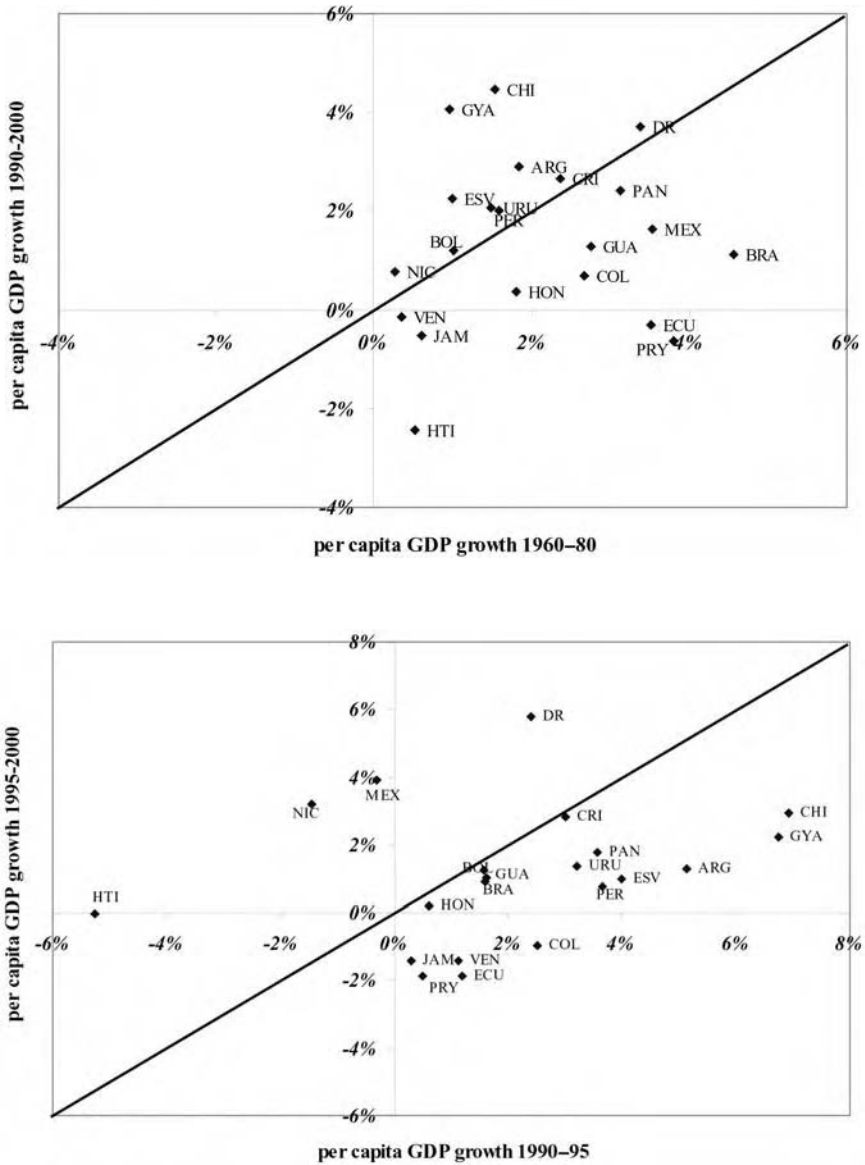 6%
CHI
GYA
4%
DR
ARG
CRI
PAN
ESV
URU
2%
PER
MEX
BOL
GUA
BRA
NIC
COL
HON
0%
VEN
ECU
-4%
-2%
0%
JAM
2%
PRY
4%
6%
-2%
HTI
-4%
per capita GDP growth 1990-2000
per capita GDP growth 1960–80
8%
6%
DR
4%
MEX
NIC
CRI
CHI
GYA
2%
PAN
BOL
GUA
URU
ESV
ARG
BRA
PER
HTI
HON
0%
-6%
-4%
-2%
0%
2%
COL
4%
6%
8%
JAM
VEN
-2%
PRY
ECU
-4%
-6%
per capita GDP growth 1995-2000
per capita GDP growth 1990–95